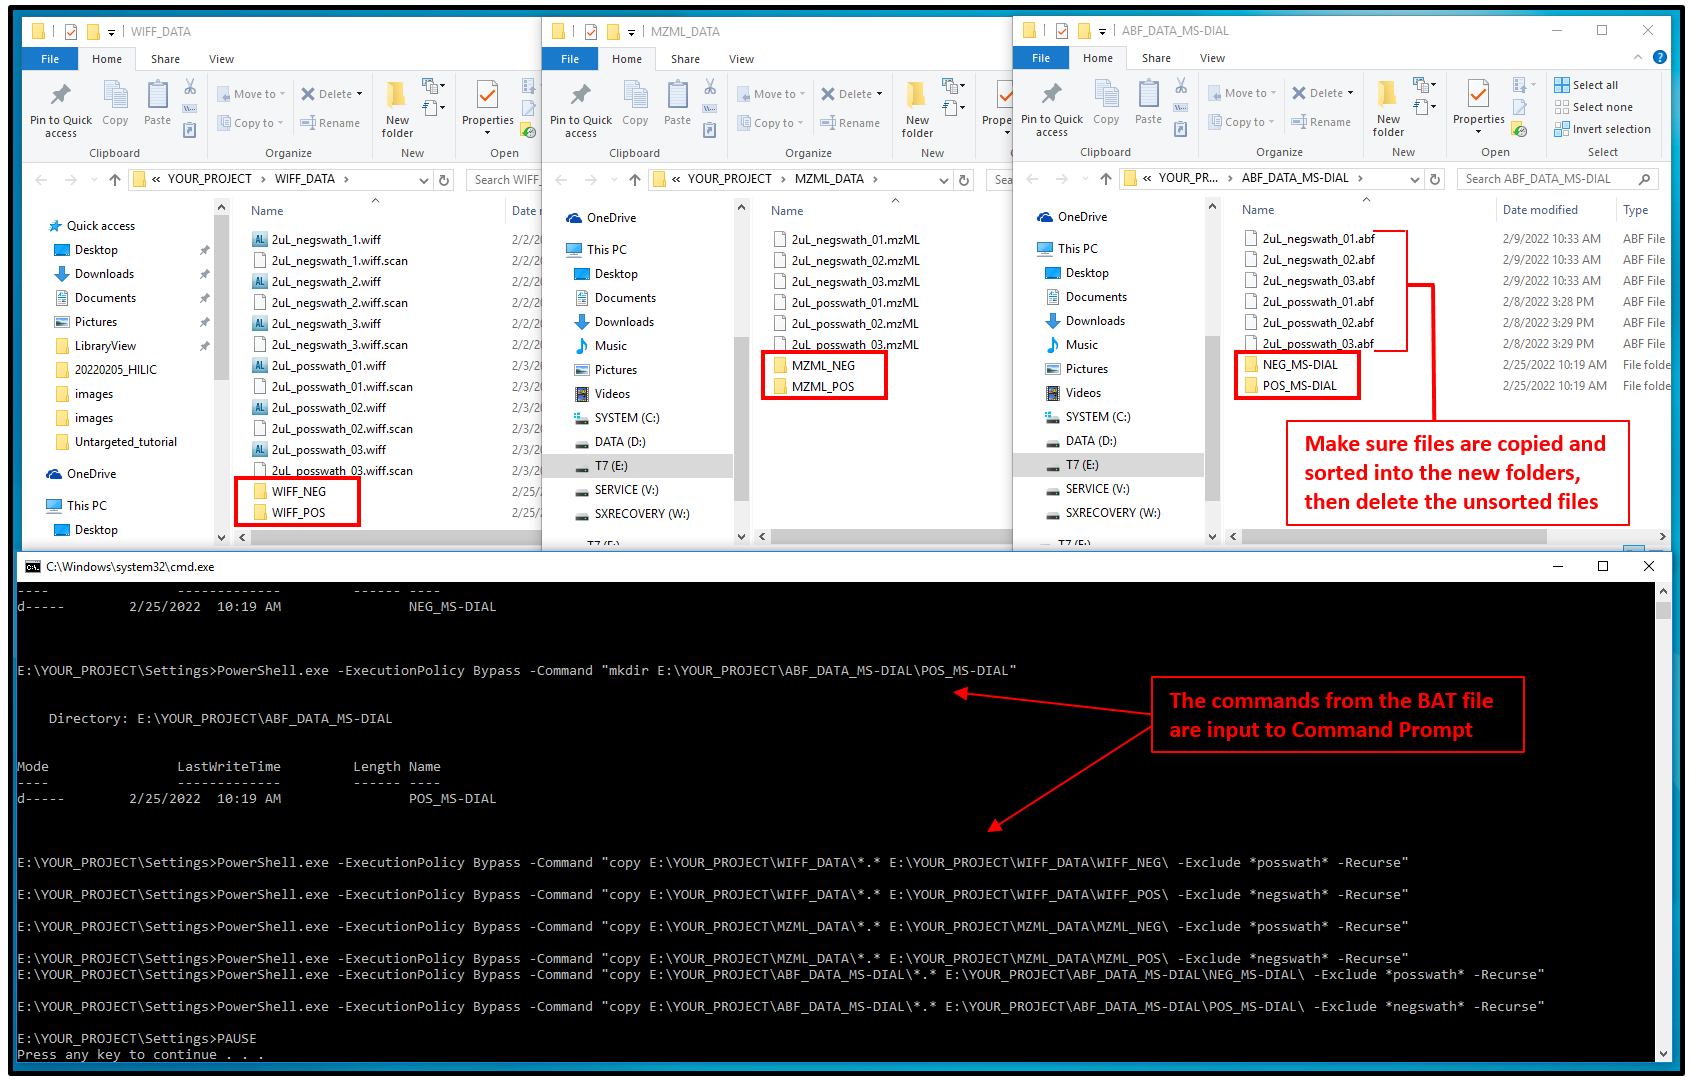 WIFF_DATA
File Home Share View
Pin to Quick access
Copy
Paste
Move to
Copy to
Delete
Rename
New folder
Properties
Clipboard Organize New Open
« YOUR_PROJECT > WIFF_DATA >
Search WIFF_
Quick access
Desktop
Downloads
Documents
Pictures
LibraryView
20220205_HILIC
images
images
Untargeted_tutorial
OneDrive
This PC
Desktop
Name Date
2uL_negswath_1.wiff 2/2/20
2uL_negswath_1.wiff.scan 2/2/20
2uL_negswath_2.wiff 2/2/20
2uL_negswath_2.wiff.scan 2/2/20
2uL_negswath_3.wiff 2/2/20
2uL_negswath_3.wiff.scan 2/2/20
2uL_posswath_01.wiff 2/3/20
2uL_posswath_01.wiff.scan 2/3/20
2uL_posswath_02.wiff 2/3/20
2uL_posswath_02.wiff.scan 2/3/20
2uL_posswath_03.wiff 2/3/20
2uL_posswath_03.wiff.scan 2/3/20
WIFF_NEG 2/25/
WIFF_POS 2/25/
MZML_DATA
File Home Share View
Pin to Quick access
Copy
Paste
Move to
Copy to
Delete
Rename
New folder
Prope
Clipboard Organize New
« YOUR_PROJECT > MZML_DATA >
Sea
OneDrive
This PC
Desktop
Documents
Downloads
Music
Pictures
Videos
SYSTEM (C:)
DATA (D:)
T7 (E:)
SERVICE (V:)
SXRECOVERY (W:)
T7 (E:)
Name
2uL_negswath_01.mzML
2uL_negswath_02.mzML
2uL_negswath_03.mzML
2uL_posswath_01.mzML
2uL_posswath_02.mzML
2uL_posswath_03.mzML
MZML_NEG
MZML_POS
ABF_DATA_MS-DIAL
File Home Share View
Pin to Quick access
Copy
Paste
Move to
Copy to
Delete
Rename
New folder
Properties
Select all
Select none
Invert selection
Clipboard Organize New Open Select
« YOUR_PR... > ABF_DATA_MS-DIAL >
Search ABF_DATA_MS-DIAL
OneDrive
This PC
Desktop
Documents
Downloads
Music
Pictures
Videos
SYSTEM (C:)
DATA (D:)
T7 (E:)
SERVICE (V:)
SXRECOVERY (W:)
T7 (E:)
Name Date modified Type
2uL_negswath_01.abf 2/9/2022 10:33 AM ABF File
2uL_negswath_02.abf 2/9/2022 10:33 AM ABF File
2uL_negswath_03.abf 2/9/2022 10:33 AM ABF File
2uL_posswath_01.abf 2/8/2022 3:28 PM ABF File
2uL_posswath_02.abf 2/8/2022 3:29 PM ABF File
2uL_posswath_03.abf 2/8/2022 3:29 PM ABF File
NEG_MS-DIAL 2/25/2022 10:19 AM File folde
POS_MS-DIAL 2/25/2022 10:19 AM File folde
Make sure files are copied and
sorted into the new folders,
then delete the unsorted files
C:\Windows\system32\cmd.exe
---- ------------- ------ ----
d----- 2/25/2022 10:19 AM NEG_MS-DIAL
E:\YOUR_PROJECT\Settings>PowerShell.exe -ExecutionPolicy Bypass -Command "mkdir E:\YOUR_PROJECT\ABF_DATA_MS-DIAL\POS_MS-DIAL"
The commands from the BAT file
are input to Command Prompt
Directory: E:\YOUR_PROJECT\ABF_DATA_MS-DIAL
Mode LastWriteTime Length Name
---- ------------- ------ ----
d----- 2/25/2022 10:19 AM POS_MS-DIAL
E:\YOUR_PROJECT\Settings>PowerShell.exe -ExecutionPolicy Bypass -Command "copy E:\YOUR_PROJECT\WIFF_DATA\*.* E:\YOUR_PROJECT\WIFF_DATA\WIFF_NEG\ -Exclude *posswath* -Recurse"
E:\YOUR_PROJECT\Settings>PowerShell.exe -ExecutionPolicy Bypass -Command "copy E:\YOUR_PROJECT\WIFF_DATA\*.* E:\YOUR_PROJECT\WIFF_DATA\WIFF_POS\ -Exclude *negswath* -Recurse"
E:\YOUR_PROJECT\Settings>PowerShell.exe -ExecutionPolicy Bypass -Command "copy E:\YOUR_PROJECT\MZML_DATA\*.* E:\YOUR_PROJECT\MZML_DATA\MZML_NEG\ -Exclude *posswath* -Recurse"
E:\YOUR_PROJECT\Settings>PowerShell.exe -ExecutionPolicy Bypass -Command "copy E:\YOUR_PROJECT\MZML_DATA\*.* E:\YOUR_PROJECT\MZML_DATA\MZML_POS\ -Exclude *negswath* -Recurse"
E:\YOUR_PROJECT\Settings>PowerShell.exe -ExecutionPolicy Bypass -Command "copy E:\YOUR_PROJECT\ABF_DATA_MS-DIAL\*.* E:\YOUR_PROJECT\ABF_DATA_MS-DIAL\NEG_MS-DIAL\ -Exclude *posswath* -Recurse"
E:\YOUR_PROJECT\Settings>PowerShell.exe -ExecutionPolicy Bypass -Command "copy E:\YOUR_PROJECT\ABF_DATA_MS-DIAL\*.* E:\YOUR_PROJECT\ABF_DATA_MS-DIAL\POS_MS-DIAL\ -Exclude *negswath* -Recurse"
E:\YOUR_PROJECT\Settings>PAUSE
Press any key to continue . . .